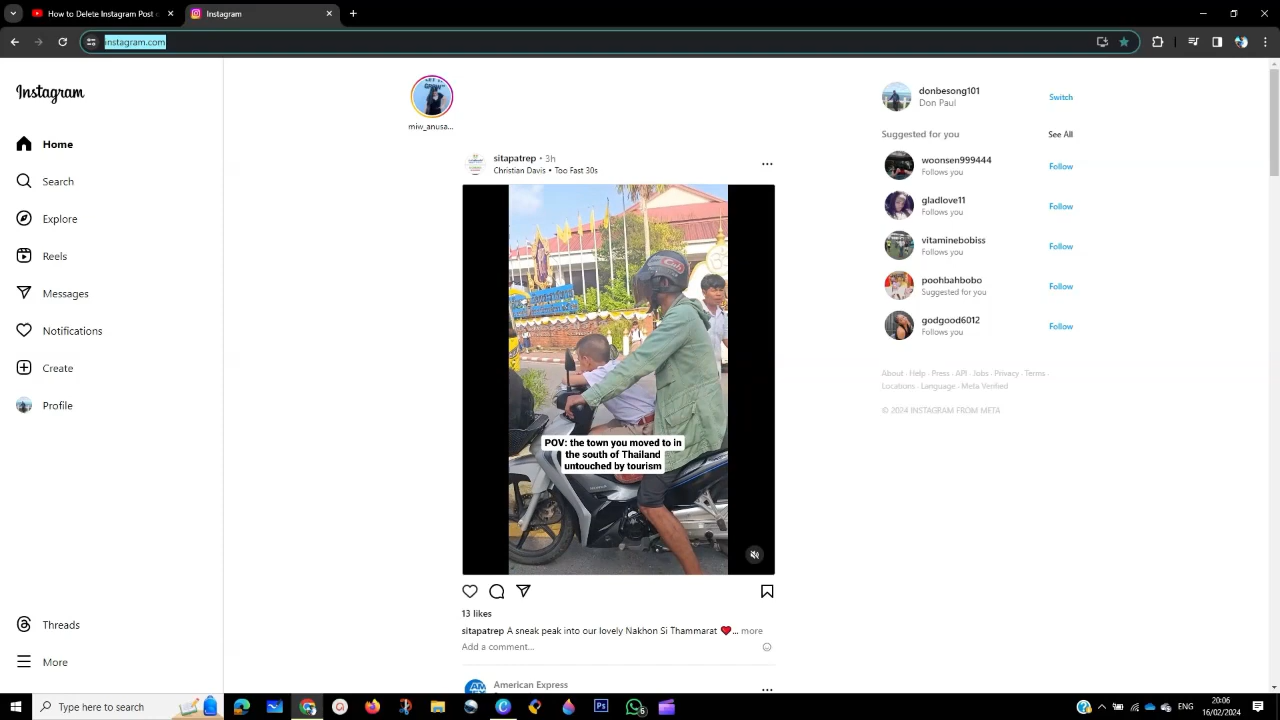 How to Delete Instagram Post
Instagram
instagram.com
Instagram
Home
Search
Explore
Reels
Messages
Notifications
Create
Profile
Threads
More
miw_anusa...
sitapatrep • 3h
Christian Davis • Too Fast 30s
POV: the town you moved to in
the south of Thailand
untouched by tourism
13 likes
sitapatrep A sneak peak into our lovely Nakhon Si Thammarat ❤️... more
Add a comment...
American Express
donbesong101
Don Paul
Switch
Suggested for you
See All
woonsen999444
Follows you
Follow
gladlove11
Follows you
Follow
vitaminebobiss
Follows you
Follow
poohbahbobo
Suggested for you
Follow
godgood6012
Follows you
Follow
About · Help · Press · API · Jobs · Privacy · Terms ·
Locations · Language · Meta Verified
© 2024 INSTAGRAM FROM META
Type here to search
5
ENG
20:06
16/02/2024